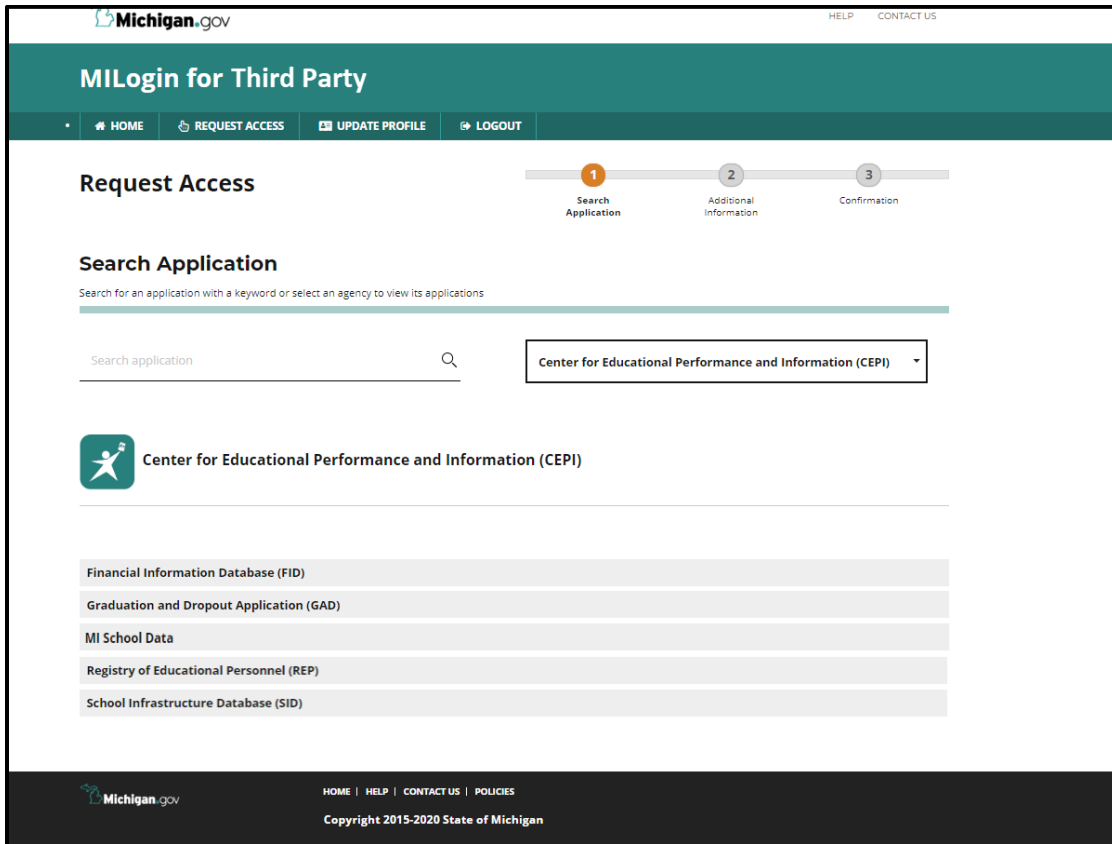 Michigan.gov
HELP CONTACT US
MILogin for Third Party
HOME REQUEST ACCESS UPDATE PROFILE LOGOUT
Request Access
1 2 3
Search Additional Confirmation
Application Information
Search Application
Search for an application with a keyword or select an agency to view its applications
Search application
Center for Educational Performance and Information (CEPI)
Center for Educational Performance and Information (CEPI)
Financial Information Database (FID)
Graduation and Dropout Application (GAD)
MI School Data
Registry of Educational Personnel (REP)
School Infrastructure Database (SID)
Michigan.gov
HOME | HELP | CONTACT US | POLICIES
Copyright 2015-2020 State of Michigan